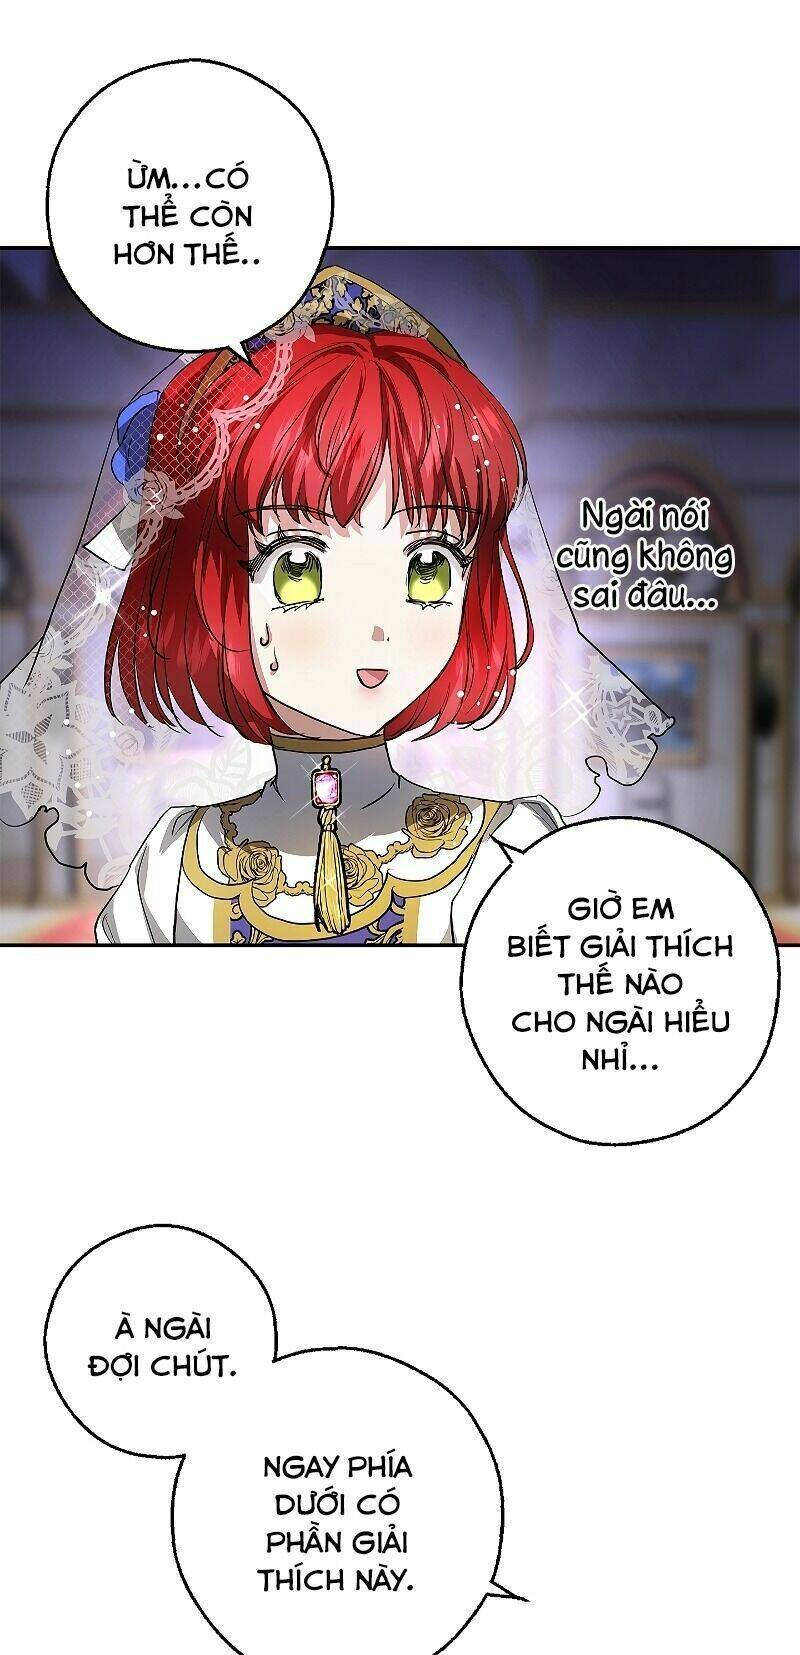 ỪM...CÓ
THỂ CÒN
HƠN THẾ..
Ngài nói
cũng không
sai đâu...
GIỜ EM
BIẾT GIẢI THÍCH
THẾ NÀO
CHO NGÀI HIỂU
NHỈ...
À NGÀI
ĐỢI CHÚT.
NGAY PHÍA
DƯỚI CÓ
PHẦN GIẢI
THÍCH NÀY.